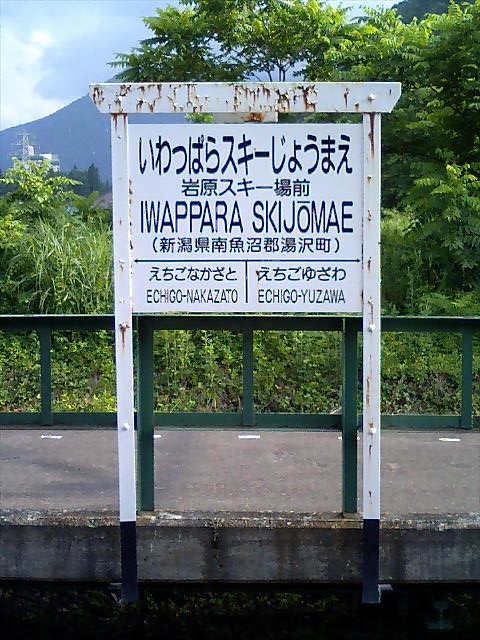 いわっぱらスキーじょうまえ
岩原スキー場前
IWAPPARA SKIJŌMAE
(新潟県南魚沼郡湯沢町)
えちごなかざと えちごゆざわ
ECHIGO-NAKAZATO ECHIGO-YUZAWA